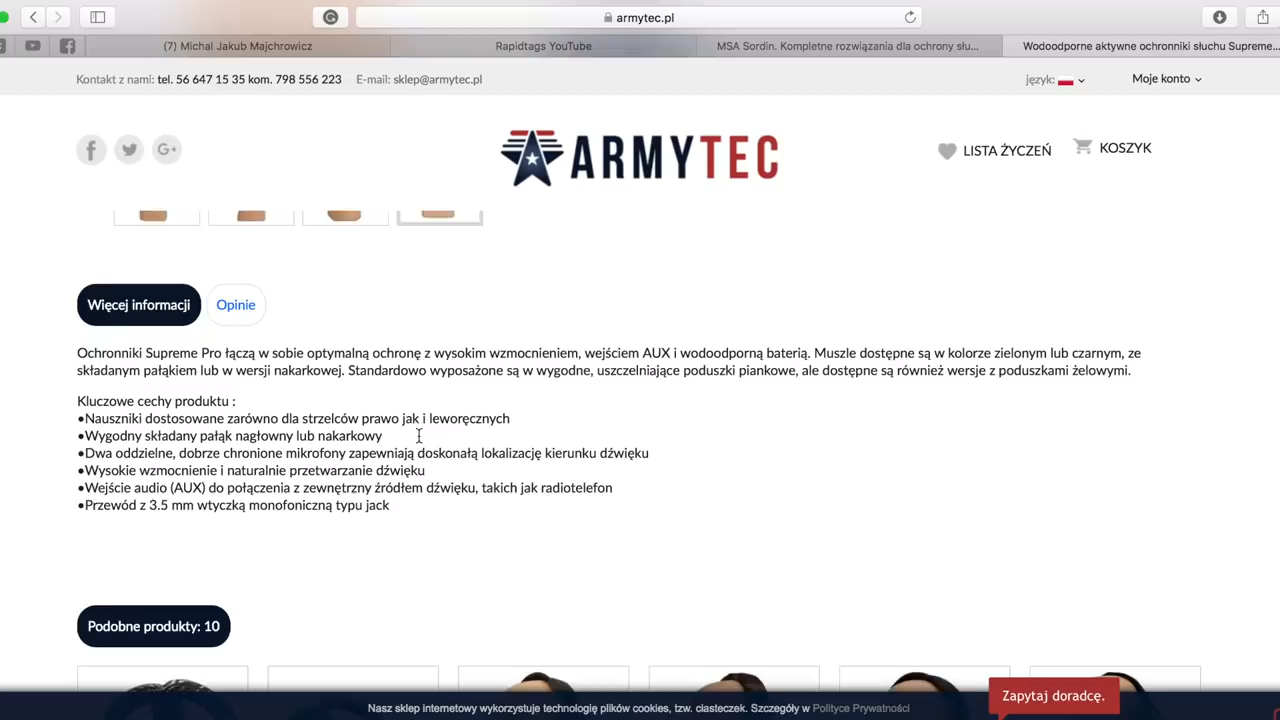 armytec.pl
(7) Michal Jakub Majchrowicz
Rapidtags YouTube
MSA Sordin. Kompletne rozwiązania dla ochrony słu...
Wodoodporne aktywne ochronniki słuchu Supreme...
Kontakt z nami: tel. 56 647 15 35 kom. 798 556 223 E-mail: sklep@armytec.pl
język:
Moje konto
ARMYTEC
LISTA ŻYCZEŃ
KOSZYK
Więcej informacji
Opinie
Ochronniki Supreme Pro łączą w sobie optymalną ochronę z wysokim wzmocnieniem, wejściem AUX i wodoodporną baterią. Muszle dostępne są w kolorze zielonym lub czarnym, ze
składanym pałąkiem lub w wersji nakarkowej. Standardowo wyposażone są w wygodne, uszczelniające poduszki piankowe, ale dostępne są również wersje z poduszkami żelowymi.
Kluczowe cechy produktu :
•Nauszniki dostosowane zarówno dla strzelców prawo jak i leworęcznych
•Wygodny składany pałąk nagłowny lub nakarkowy
•Dwa oddzielne, dobrze chronione mikrofony zapewniają doskonałą lokalizację kierunku dźwięku
•Wysokie wzmocnienie i naturalnie przetwarzanie dźwięku
•Wejście audio (AUX) do połączenia z zewnętrzny źródłem dźwięku, takich jak radiotelefon
•Przewód z 3.5 mm wtyczką monofoniczną typu jack
Podobne produkty: 10
Zapytaj doradcę.
Nasz sklep internetowy wykorzystuje technologię plików cookies, tzw. ciasteczek. Szczegóły w Polityce Prywatności